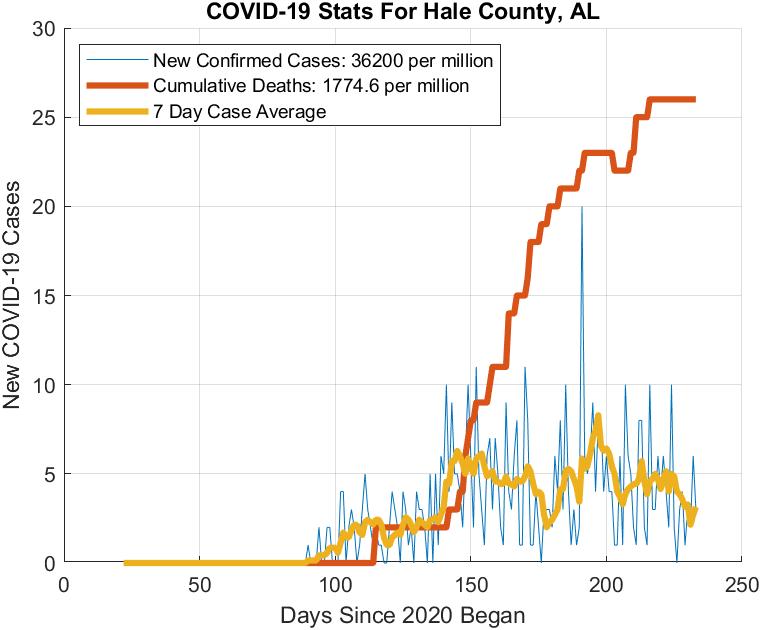 COVID-19 Stats For Hale County, AL
New Confirmed Cases: 36200 per million
Cumulative Deaths: 1774.6 per million
7 Day Case Average
New COVID-19 Cases
30
25
20
15
10
5
0
0 50 100 150 200 250
Days Since 2020 Began